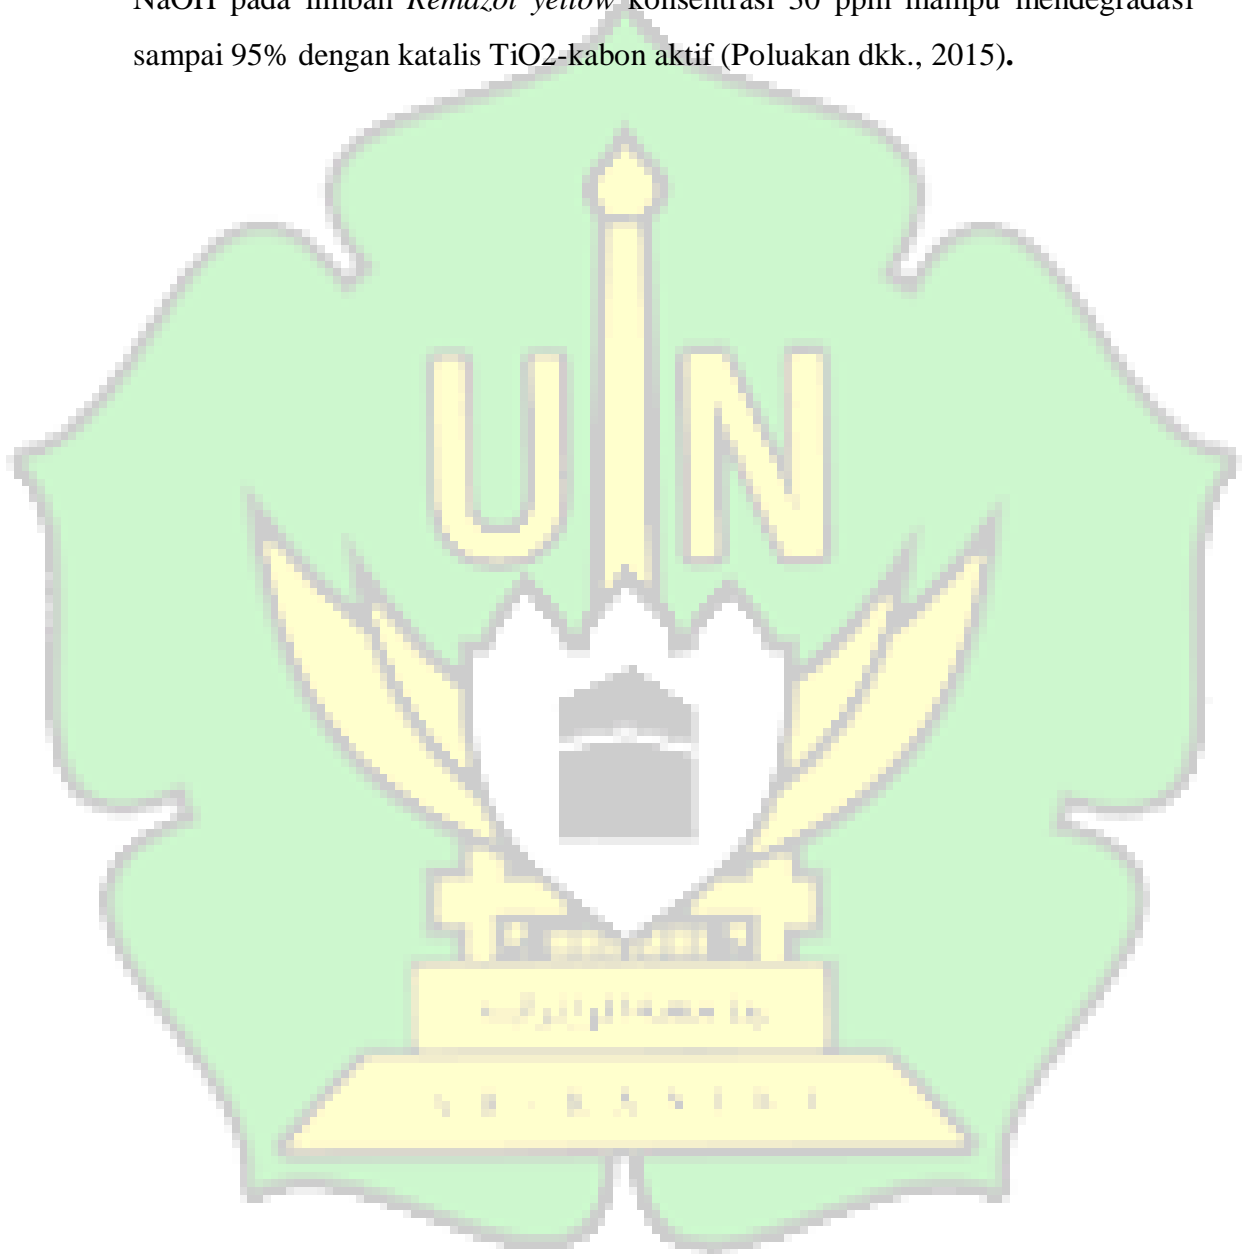 NaOH pada limbah Remazol yellow konsentrasi 30 ppm mampu mendegradasi
sampai 95% dengan katalis TiO2-kabon aktif (Poluakan dkk., 2015).
UIN